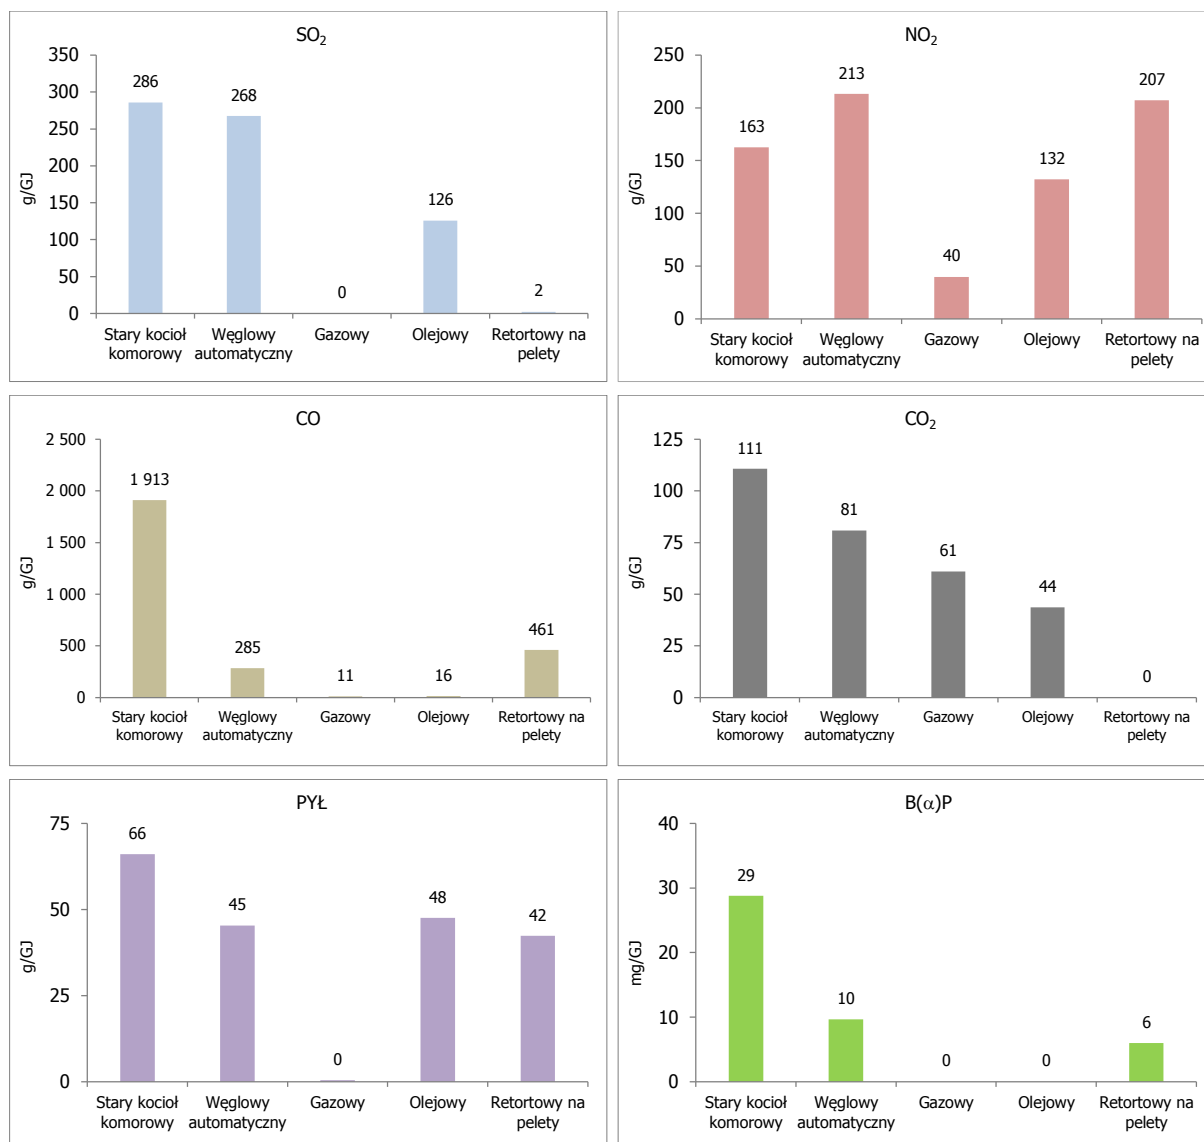 SO₂
g/GJ
350
300
250
200
150
100
50
0
286
268
0
126
2
Stary kocioł
komorowy
Węglowy
automatyczny
Gazowy
Olejowy
Retortowy na
pelety
NO₂
g/GJ
250
200
150
100
50
0
163
213
40
132
207
Stary kocioł
komorowy
Węglowy
automatyczny
Gazowy
Olejowy
Retortowy na
pelety
CO
g/GJ
2 500
2 000
1 500
1 000
500
0
1 913
285
11
16
461
Stary kocioł
komorowy
Węglowy
automatyczny
Gazowy
Olejowy
Retortowy na
pelety
CO₂
g/GJ
125
100
75
50
25
0
111
81
61
44
0
Stary kocioł
komorowy
Węglowy
automatyczny
Gazowy
Olejowy
Retortowy na
pelety
PYŁ
g/GJ
75
50
25
0
66
45
0
48
42
Stary kocioł
komorowy
Węglowy
automatyczny
Gazowy
Olejowy
Retortowy na
pelety
B(α)P
mg/GJ
40
30
20
10
0
29
10
0
0
6
Stary kocioł
komorowy
Węglowy
automatyczny
Gazowy
Olejowy
Retortowy na
pelety